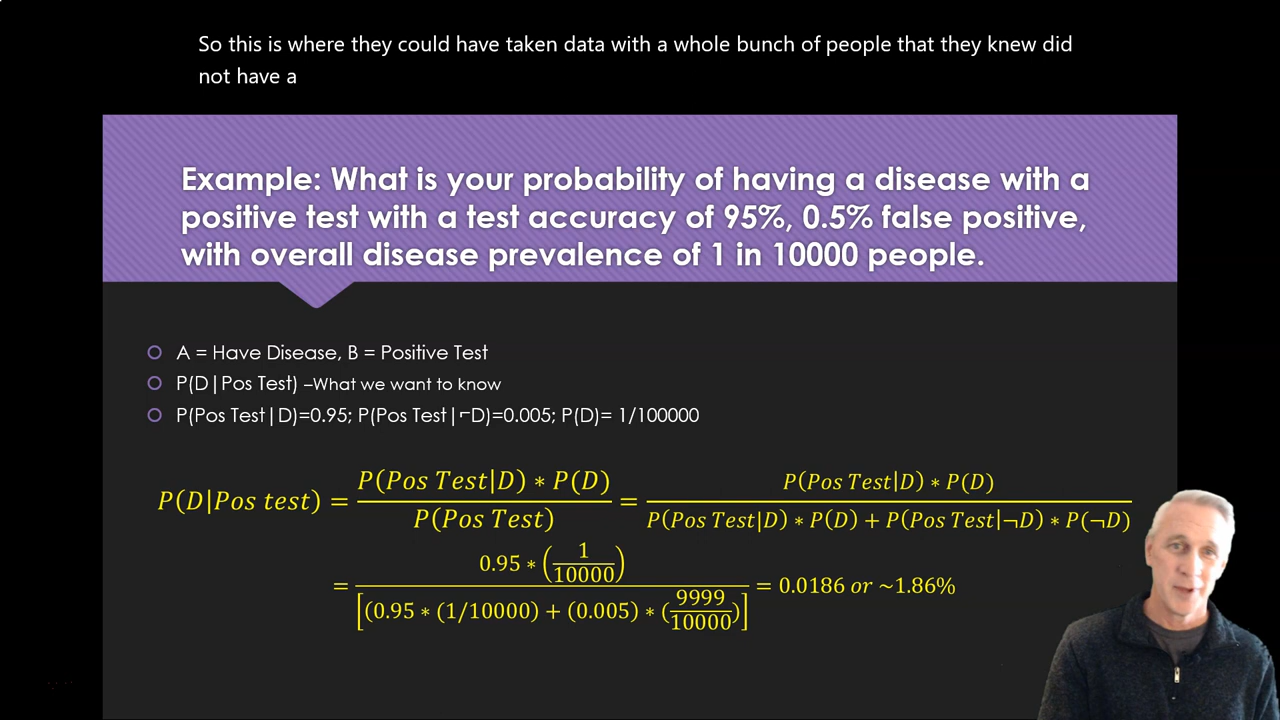 So this is where they could have taken data with a whole bunch of people that they knew did
not have a
Example: What is your probability of having a disease with a
positive test with a test accuracy of 95%, 0.5% false positive,
with overall disease prevalence of 1 in 10000 people.
A = Have Disease, B = Positive Test
P(D|Pos Test) –What we want to know
P(Pos Test|D)=0.95; P(Pos Test|⌐D)=0.005; P(D)= 1/100000
P(D|Pos test) = P(Pos Test|D) ∗ P(D) / P(Pos Test) = P(Pos Test|D) ∗ P(D) / P(Pos Test|D) ∗ P(D) + P(Pos Test|¬D) ∗ P(¬D)
= 0.95 ∗ (1/10000) / [(0.95 ∗ (1/10000) + (0.005) ∗ (9999/10000)] = 0.0186 or ~1.86%